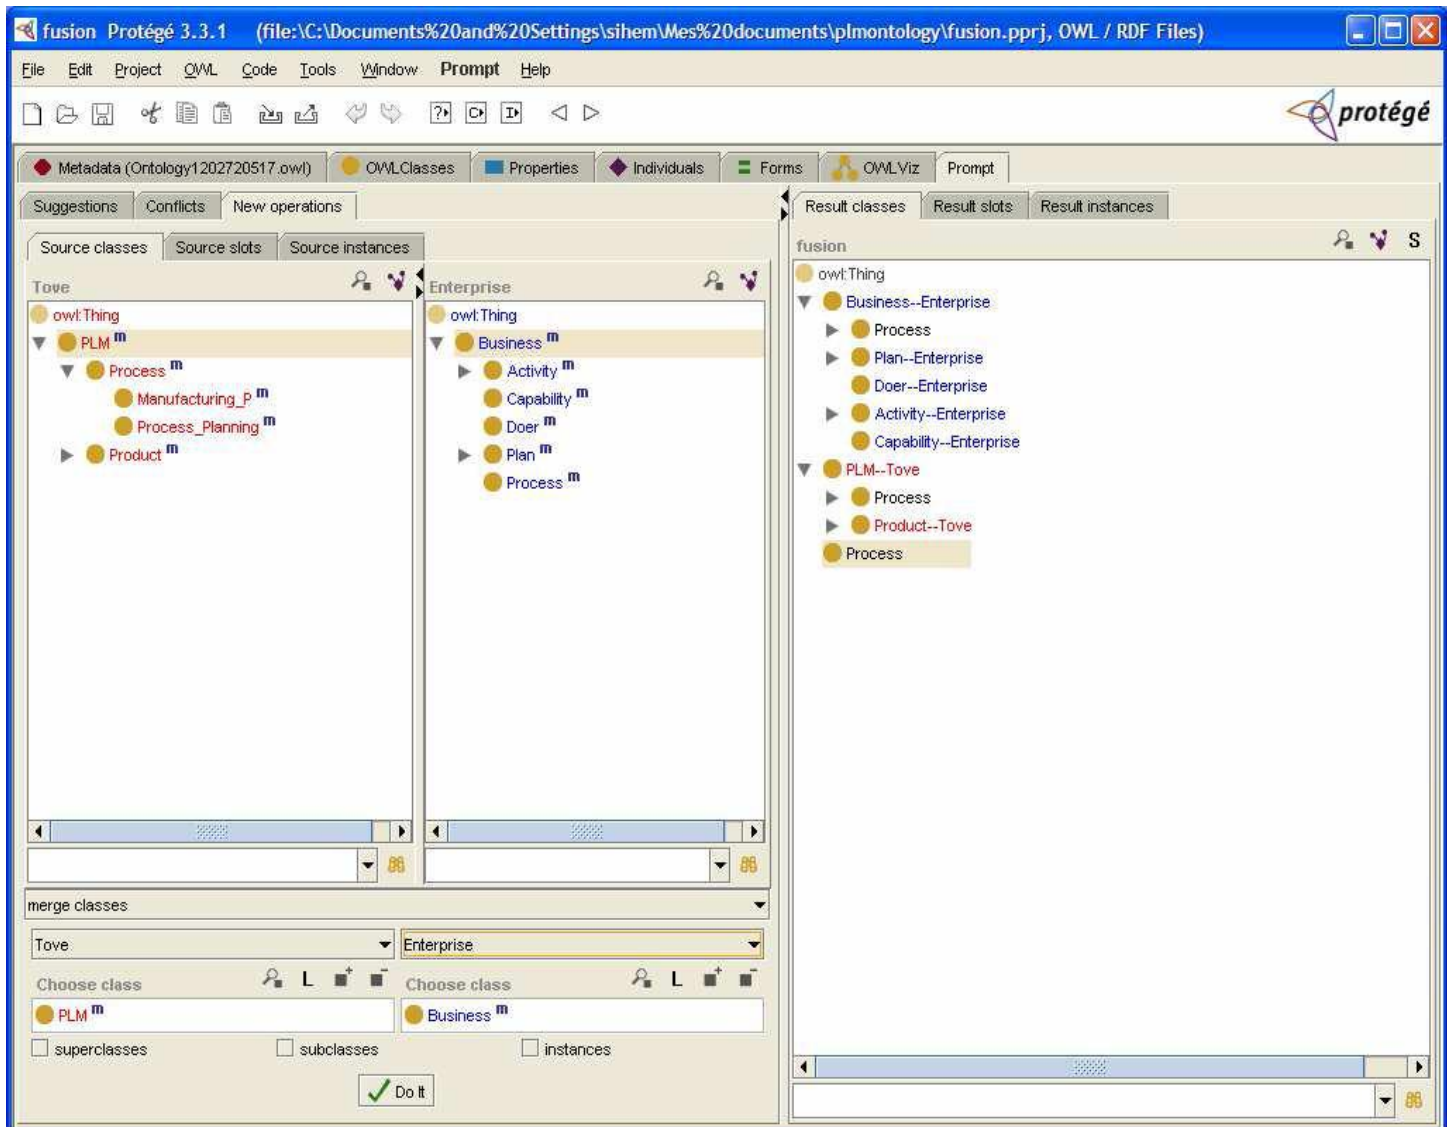 fusion Protégé 3.3.1 (file:\C:\Documents%20and%20Settings\sihem\Mes%20documents\plmontology\fusion.pprj, OWL / RDF Files)
File Edit Project OWL Code Tools Window Prompt Help
protégé
Metadata (Ontology1202720517.owl) OWLClasses Properties Individuals Forms OWLViz Prompt
Suggestions Conflicts New operations
Source classes Source slots Source instances
Tove
owl:Thing
PLM m
Process m
Manufacturing_P m
Process_Planning m
Product m
Enterprise
owl:Thing
Business m
Activity m
Capability m
Doer m
Plan m
Process m
merge classes
Tove Enterprise
Choose class L Choose class L
PLM m Business m
superclasses subclasses instances
Do It
Result classes Result slots Result instances
fusion S
owl:Thing
Business--Enterprise
Process
Plan--Enterprise
Doer--Enterprise
Activity--Enterprise
Capability--Enterprise
PLM--Tove
Process
Product--Tove
Process